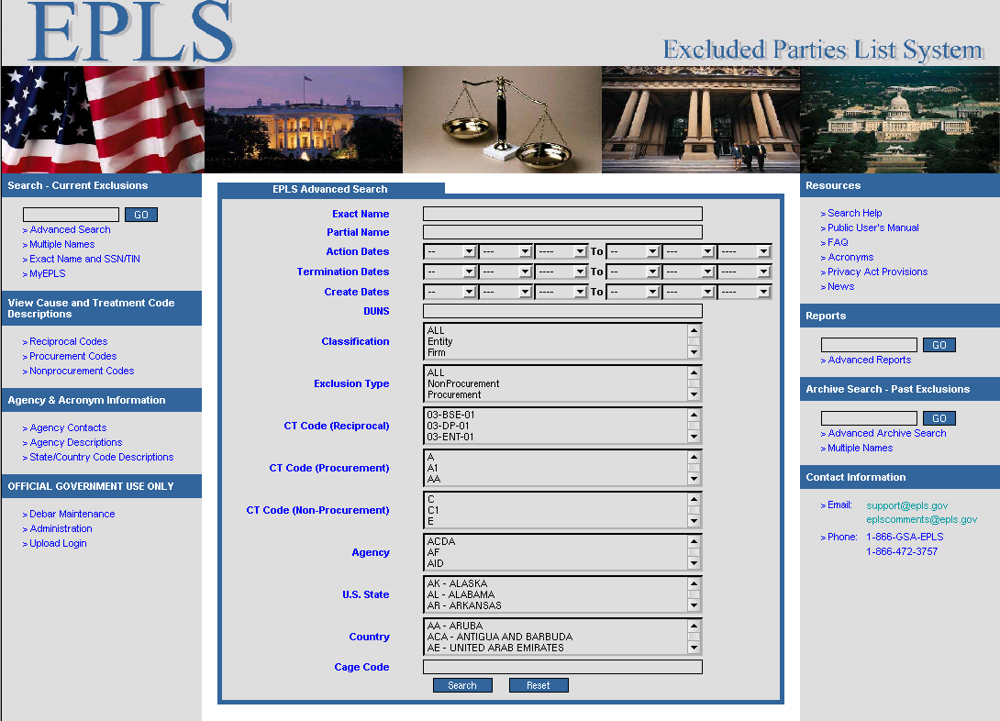 EPLS
Excluded Parties List System
Search - Current Exclusions
GO
> Advanced Search
> Multiple Names
> Exact Name and SSN/TIN
> MyEPLS
View Cause and Treatment Code
Descriptions
> Reciprocal Codes
> Procurement Codes
> Nonprocurement Codes
Agency & Acronym Information
> Agency Contacts
> Agency Descriptions
> State/Country Code Descriptions
OFFICIAL GOVERNMENT USE ONLY
> Debar Maintenance
> Administration
> Upload Login
EPLS Advanced Search
Exact Name
Partial Name
Action Dates -- --- ---- To -- --- ----
Termination Dates -- --- ---- To -- --- ----
Create Dates -- --- ---- To -- --- ----
DUNS
Classification
ALL
Entity
Firm
Exclusion Type
ALL
NonProcurement
Procurement
CT Code (Reciprocal)
03-BSE-01
03-DP-01
03-ENT-01
CT Code (Procurement)
A
A1
AA
CT Code (Non-Procurement)
C
C1
E
Agency
ACDA
AF
AID
U.S. State
AK - ALASKA
AL - ALABAMA
AR - ARKANSAS
Country
AA - ARUBA
ACA - ANTIGUA AND BARBUDA
AE - UNITED ARAB EMIRATES
Cage Code
Search Reset
Resources
> Search Help
> Public User's Manual
> FAQ
> Acronyms
> Privacy Act Provisions
> News
Reports
GO
> Advanced Reports
Archive Search - Past Exclusions
GO
> Advanced Archive Search
> Multiple Names
Contact Information
> Email: support@epls.gov
eplscomments@epls.gov
> Phone: 1-866-GSA-EPLS
1-866-472-3757